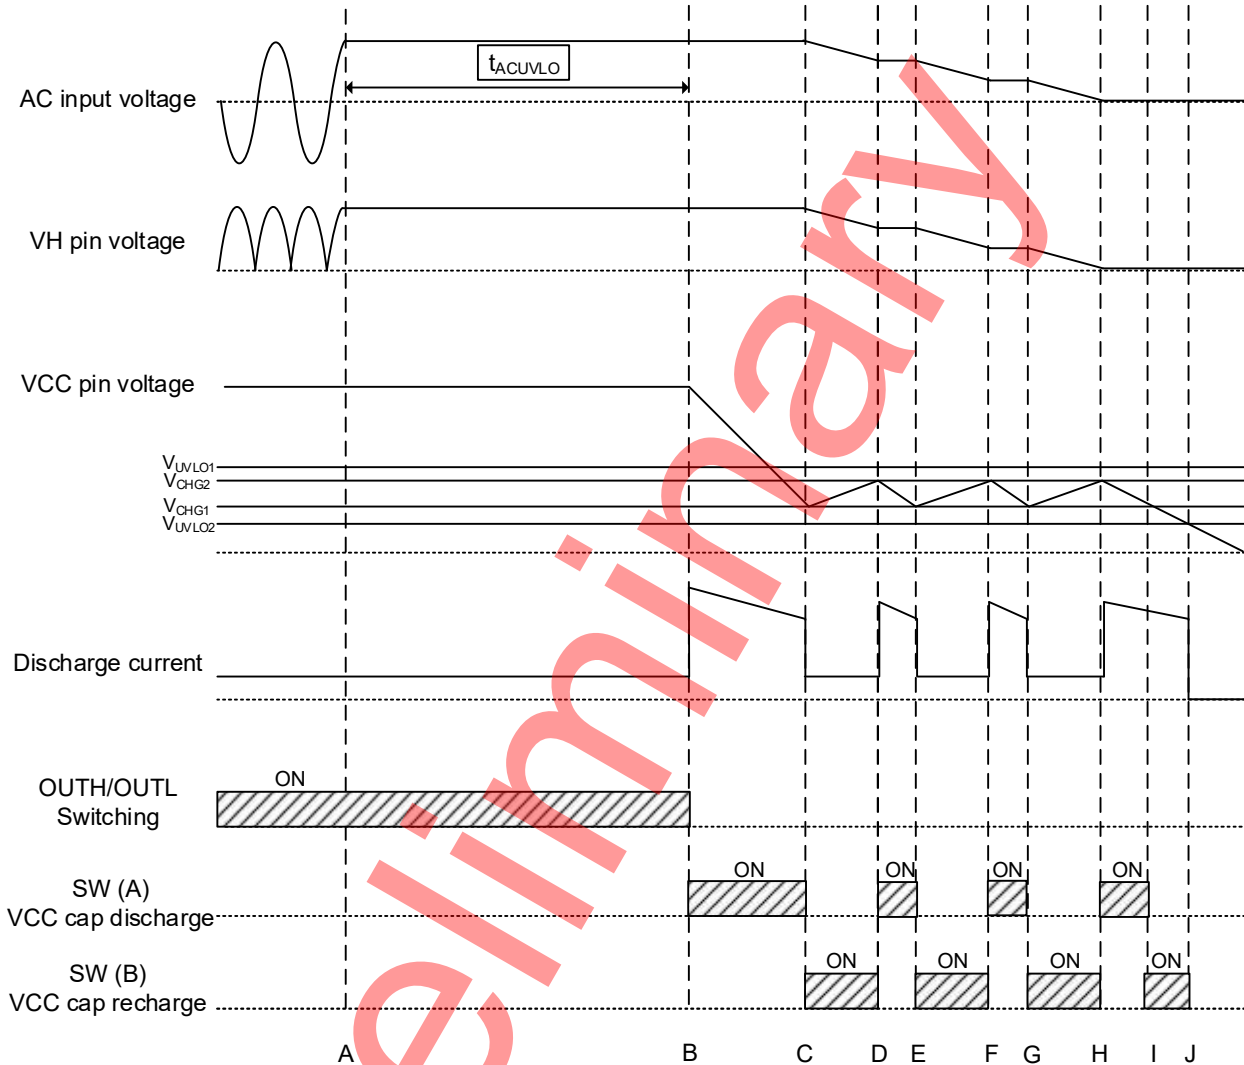 tACUVLO
AC input voltage
VH pin voltage
VCC pin voltage
VUVLO1
VCHG2
VCHG1
VUVLO2
Discharge current
OUTH/OUTL
Switching
ON
SW (A)
VCC cap discharge
ON ON ON ON
SW (B)
VCC cap recharge
ON ON ON ON
A B C D E F G H I J
eliminary